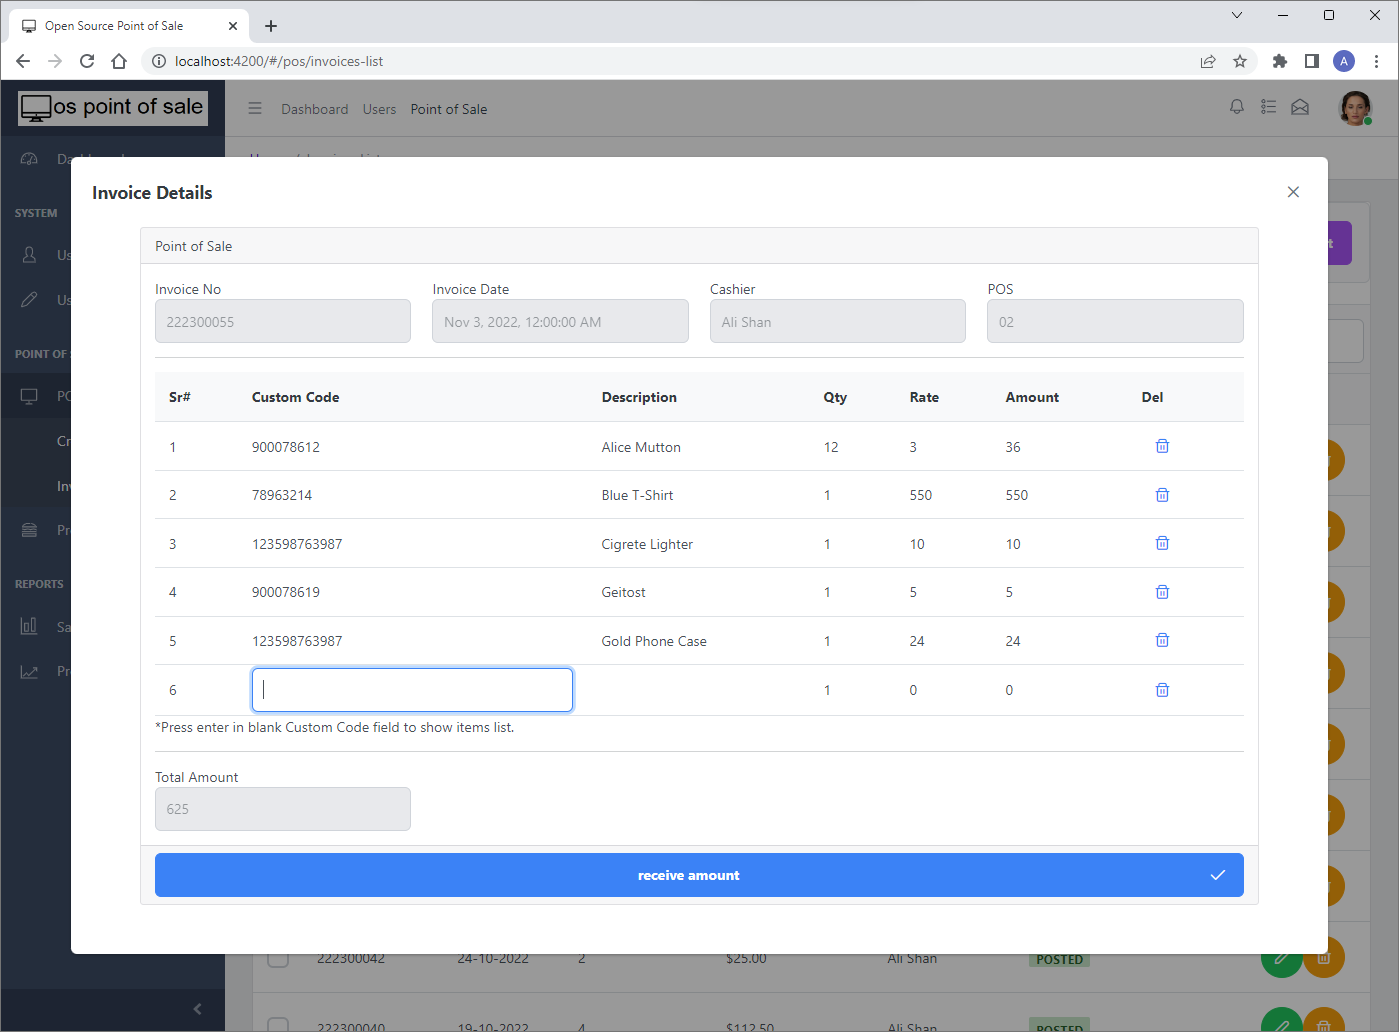 Open Source Point of Sale
localhost:4200/#/pos/invoices-list
A
os point of sale
Dashboard Users Point of Sale
SYSTEM
Invoice Details
Point of Sale
Invoice No Invoice Date Cashier POS
222300055 Nov 3, 2022, 12:00:00 AM Ali Shan 02
POINT OF
Sr# Custom Code Description Qty Rate Amount Del
1 900078612 Alice Mutton 12 3 36
2 78963214 Blue T-Shirt 1 550 550
3 123598763987 Cigrete Lighter 1 10 10
4 900078619 Geitost 1 5 5
REPORTS
5 123598763987 Gold Phone Case 1 24 24
6 1 0 0
*Press enter in blank Custom Code field to show items list.
Total Amount
625
receive amount
222300042 24-10-2022 2 $25.00 Ali Shan POSTED
222300040 19-10-2022 4 $112.50 Ali Shan POSTED